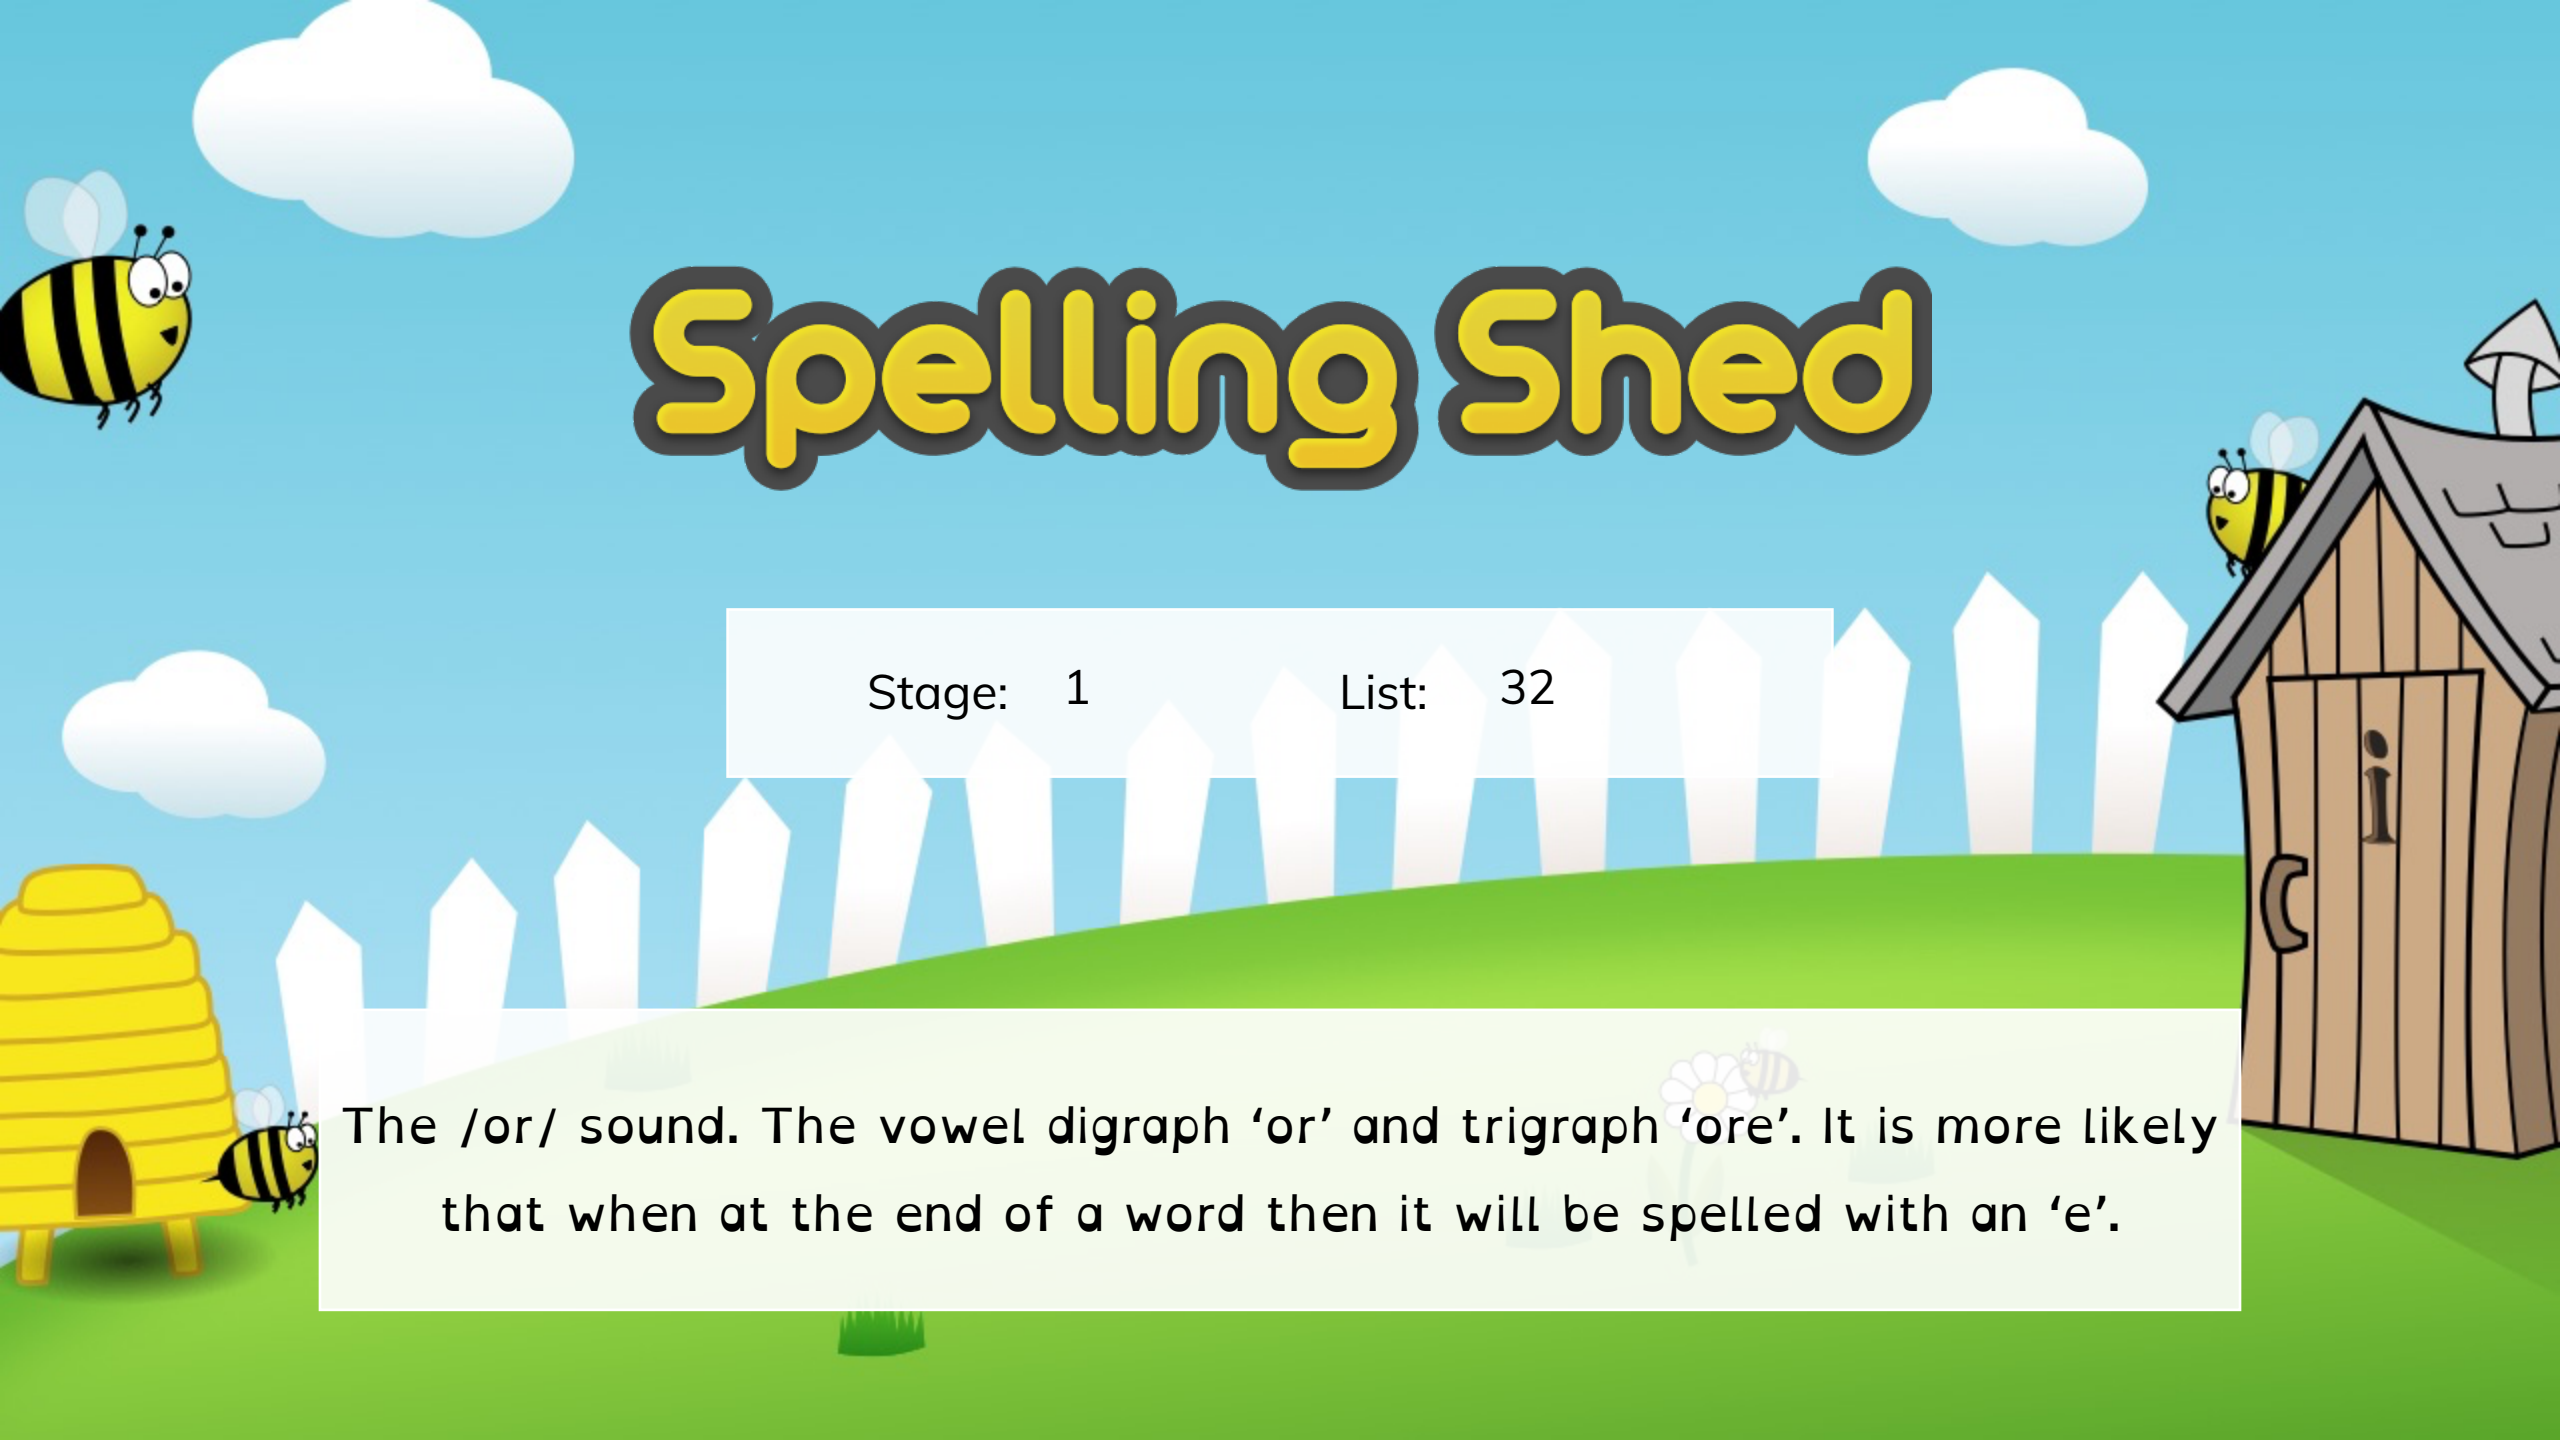 Spelling Shed
Stage: 1 List: 32
i
The /or/ sound. The vowel digraph ‘or’ and trigraph ‘ore’. It is more likely
that when at the end of a word then it will be spelled with an ‘e’.